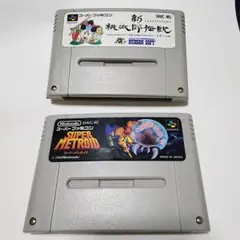 スーパーファミコン
SHVC-M5
新
桃太郎伝説
HUDSON SOFT
Nintendo
SHVC-RI
スーパーファミコン
SUPER
METROID
スーパーメトロイド
MADE IN JAPAN